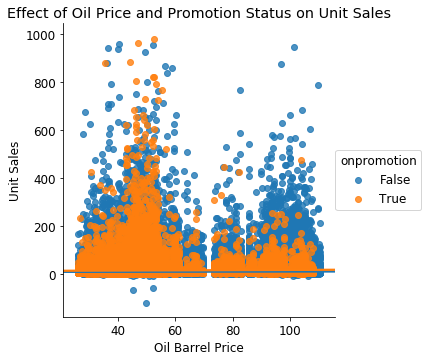 Effect of Oil Price and Promotion Status on Unit Sales
1000
800
600
400
200
0
Unit Sales
40 60 80 100
Oil Barrel Price
onpromotion
False
True